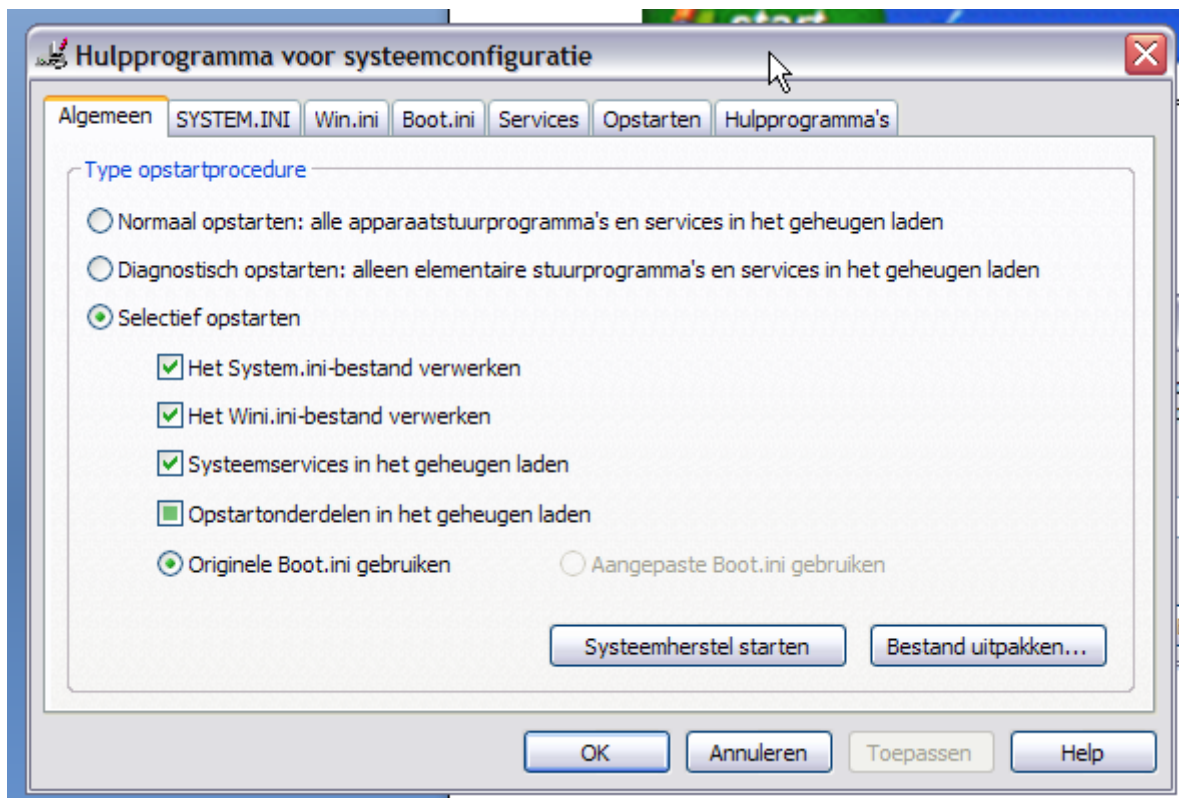 start
Hulpprogramma voor systeemconfiguratie
Algemeen SYSTEM.INI Win.ini Boot.ini Services Opstarten Hulpprogramma's
Type opstartprocedure
Normaal opstarten: alle apparaatstuurprogramma's en services in het geheugen laden
Diagnostisch opstarten: alleen elementaire stuurprogramma's en services in het geheugen laden
Selectief opstarten
Het System.ini-bestand verwerken
Het Wini.ini-bestand verwerken
Systeemservices in het geheugen laden
Opstartonderdelen in het geheugen laden
Originele Boot.ini gebruiken Aangepaste Boot.ini gebruiken
Systeemherstel starten Bestand uitpakken...
OK Annuleren Toepassen Help